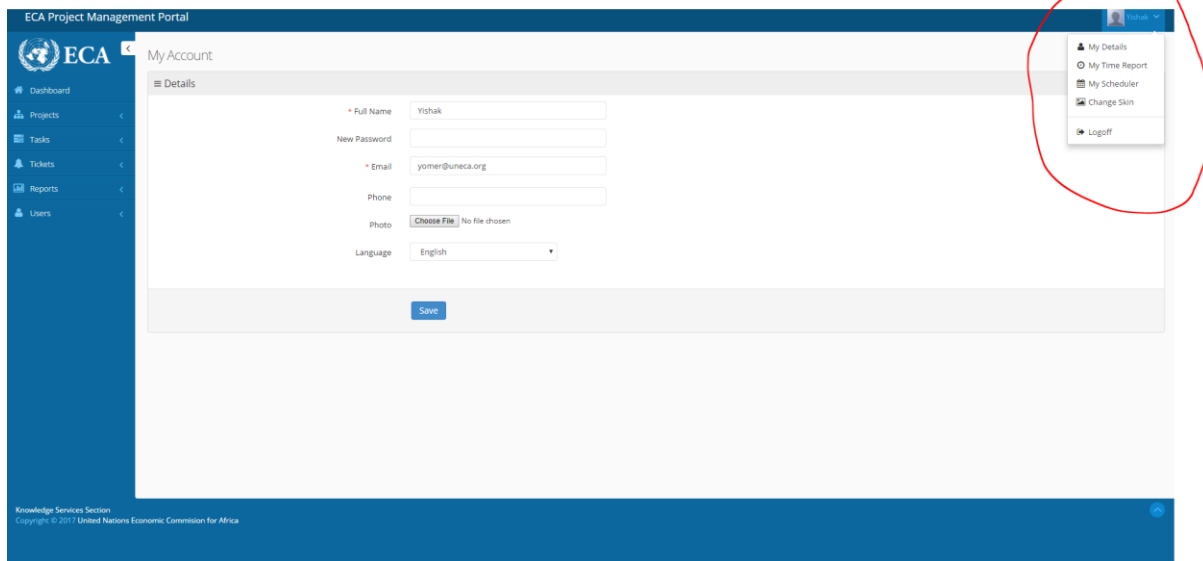 ECA Project Management Portal
Yishak
ECA
My Details
My Time Report
My Scheduler
Change Skin
Logoff
Dashboard
Projects
Tasks
Tickets
Reports
Users
My Account
Details
* Full Name Yishak
New Password
* Email yomer@uneca.org
Phone
Photo Choose File No file chosen
Language English
Save
Knowledge Services Section
Copyright © 2017 United Nations Economic Commision for Africa